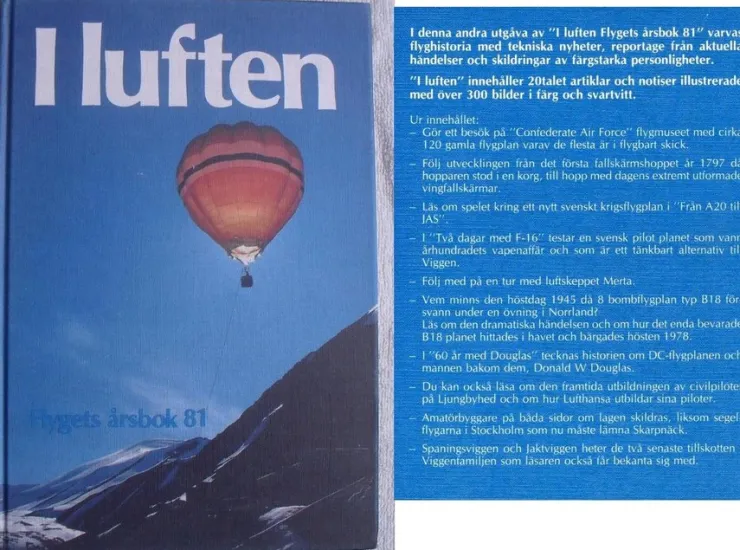 I luften
Flygets årsbok 81
I denna andra utgåva av "I luften Flygets årsbok 81" varvas
flyghistoria med tekniska nyheter, reportage från aktuella
händelser och skildringar av färgstarka personligheter.
"I luften" innehåller 20talet artiklar och notiser illustrerade
med över 300 bilder i färg och svartvitt.
Ur innehållet:
– Gör ett besök på "Confederate Air Force" flygmuseet med cirka
120 gamla flygplan varav de flesta är i flygbart skick.
– Följ utvecklingen från det första fallskärmshoppet år 1797 då
hopparen stod i en korg, till hopp med dagens extremt utformade
vingfallskärmar.
– Läs om spelet kring ett nytt svenskt krigsflygplan i "Från A20 till
JAS".
– I "Två dagar med F-16" testar en svensk pilot planet som vann
århundradets vapenaffär och som är ett tänkbart alternativ till
Viggen.
– Följ med på en tur med luftskeppet Merta.
– Vem minns den höstdag 1945 då 8 bombflygplan typ B18 för-
svann under en övning i Norrland?
Läs om den dramatiska händelsen och om hur det enda bevarade
B18 planet hittades i havet och bärgades hösten 1978.
– I "60 år med Douglas" tecknas historien om DC-flygplanen och
mannen bakom dem, Donald W Douglas.
– Du kan också läsa om den framtida utbildningen av civilpiloter
på Ljungbyhed och om hur Lufthansa utbildar sina piloter.
– Amatörbyggare på båda sidor om lagen skildras, liksom segel-
flygarna i Stockholm som nu måste lämna Skarpnäck.
– Spaningsviggen och Jaktviggen heter de två senaste tillskotten i
Viggenfamiljen som läsaren också får bekanta sig med.